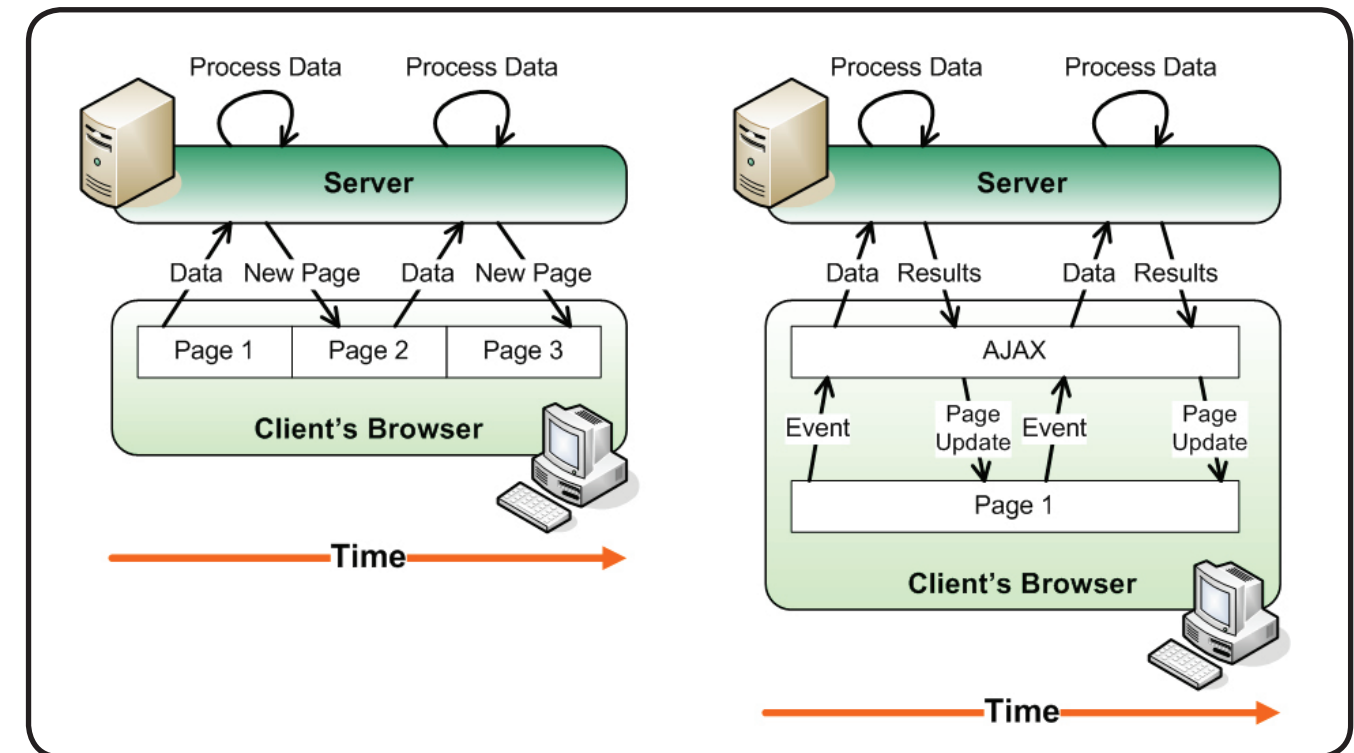 Process Data
Process Data
Server
Data
New Page
Data
New Page
Page 1
Page 2
Page 3
Client's Browser
Time
Process Data
Process Data
Server
Data
Results
Data
Results
AJAX
Event
Page
Update
Event
Page
Update
Page 1
Client's Browser
Time